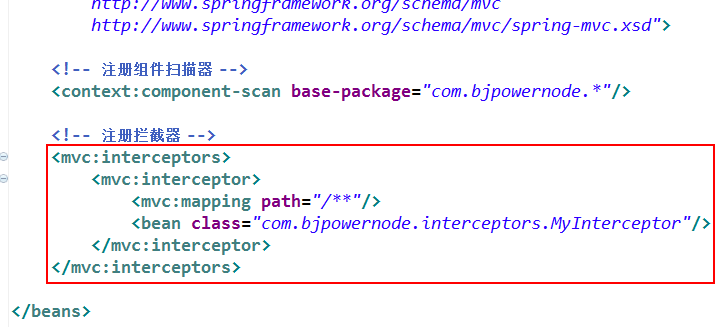 http://www.springframework.org/schema/mvc
http://www.springframework.org/schema/mvc/spring-mvc.xsd">
<!-- 注册组件扫描器 -->
<context:component-scan base-package="com.bjpowernode.*"/>
<!-- 注册拦截器 -->
<mvc:interceptors>
<mvc:interceptor>
<mvc:mapping path="/**"/>
<bean class="com.bjpowernode.interceptors.MyInterceptor"/>
</mvc:interceptor>
</mvc:interceptors>
</beans>